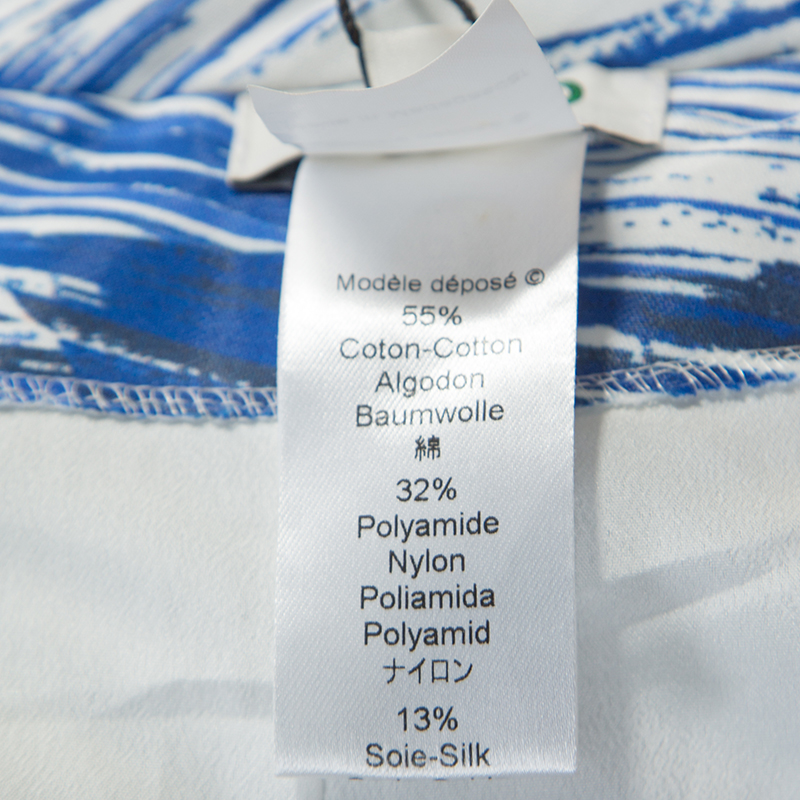 Modèle déposé ©
55%
Coton-Cotton
Algodon
Baumwolle
綿
32%
Polyamide
Nylon
Poliamida
Polyamid
ナイロン
13%
Soie-Silk